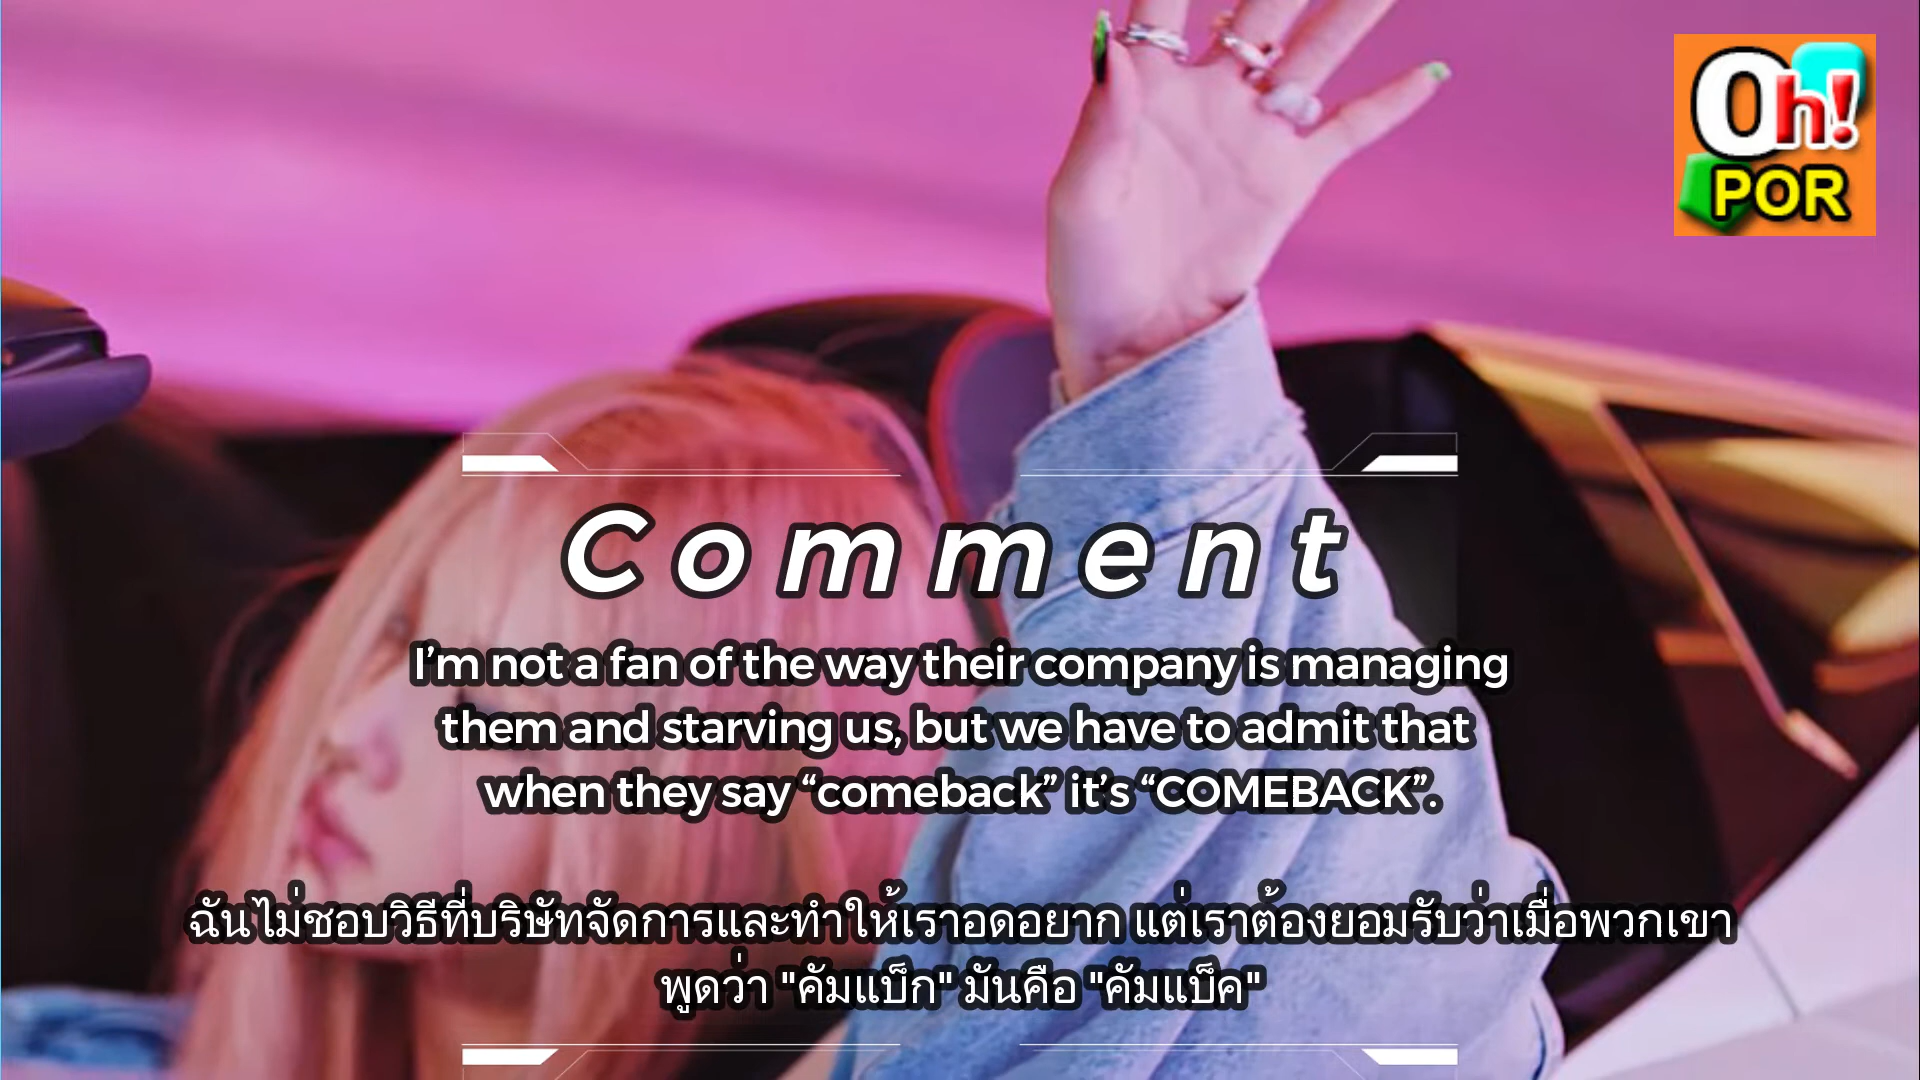 Oh!
POR
Comment
I’m not a fan of the way their company is managing
them and starving us, but we have to admit that
when they say “comeback” it’s “COMEBACK”.
ฉันไม่ชอบวิธีที่บริษัทจัดการและทำให้เราอดอยาก แต่เราต้องยอมรับว่าเมื่อพวกเขา
พูดว่า "คัมแบ็ก" มันคือ "คัมแบ็ค"